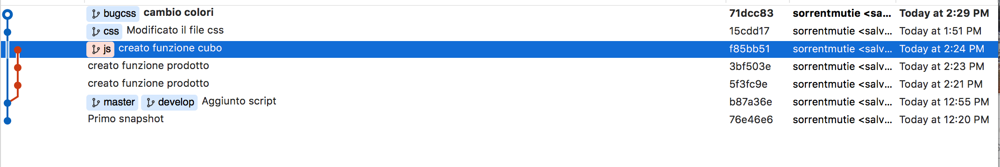 bugcss cambio colori 71dcc83 sorrentmutie <sa... Today at 2:29 PM
css Modificato il file css 15cdd17 sorrentmutie <salv... Today at 1:51 PM
js creato funzione cubo f85bb51 sorrentmutie <salv... Today at 2:24 PM
creato funzione prodotto 3bf503e sorrentmutie <salv... Today at 2:23 PM
creato funzione prodotto 5f3fc9e sorrentmutie <salv... Today at 2:21 PM
master develop Aggiunto script b87a36e sorrentmutie <salv... Today at 12:55 PM
Primo snapshot 76e46e6 sorrentmutie <salv... Today at 12:20 PM